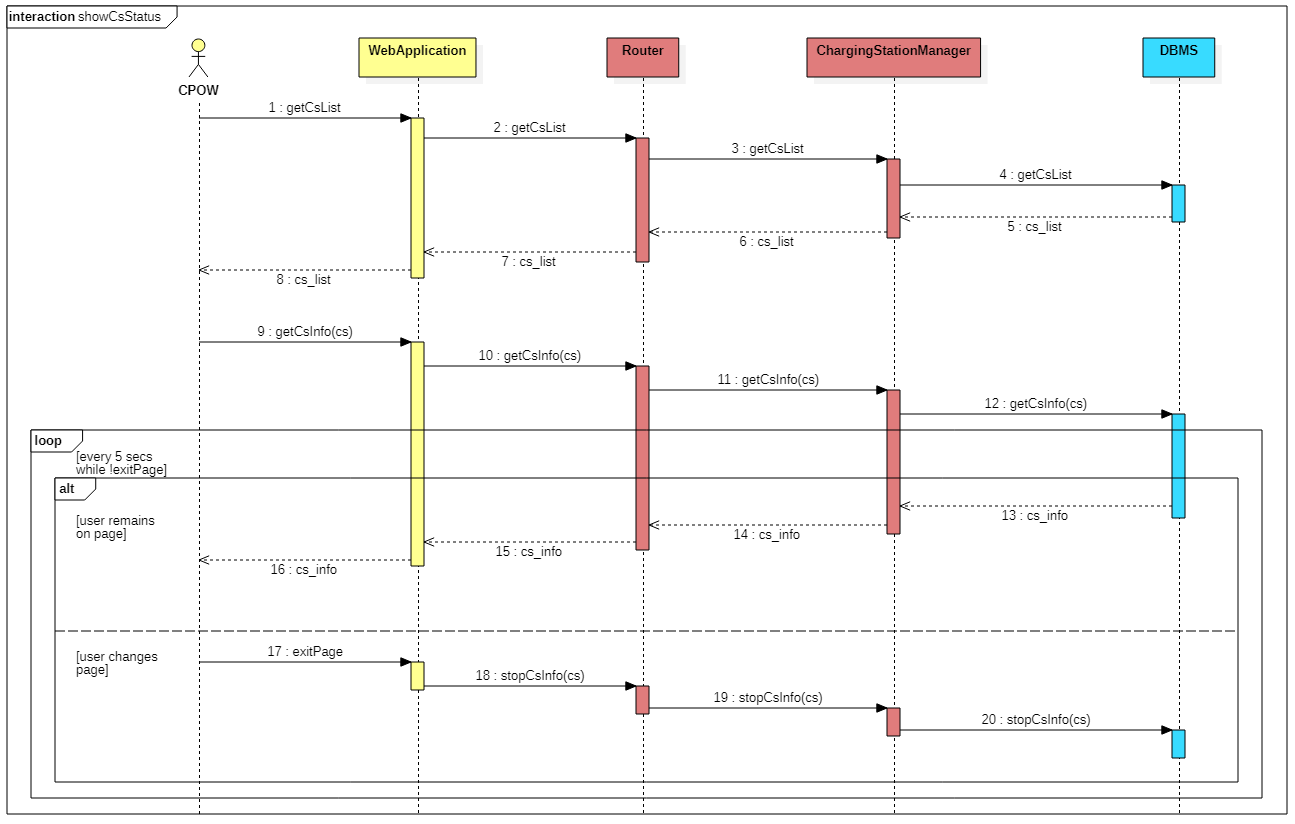 interaction showCsStatus
CPOW
WebApplication
Router
ChargingStationManager
DBMS
1 : getCsList
2 : getCsList
3 : getCsList
4 : getCsList
5 : cs_list
6 : cs_list
7 : cs_list
8 : cs_list
9 : getCsInfo(cs)
10 : getCsInfo(cs)
11 : getCsInfo(cs)
12 : getCsInfo(cs)
loop
[every 5 secs
while !exitPage]
alt
[user remains
on page]
13 : cs_info
14 : cs_info
15 : cs_info
16 : cs_info
[user changes
page]
17 : exitPage
18 : stopCsInfo(cs)
19 : stopCsInfo(cs)
20 : stopCsInfo(cs)